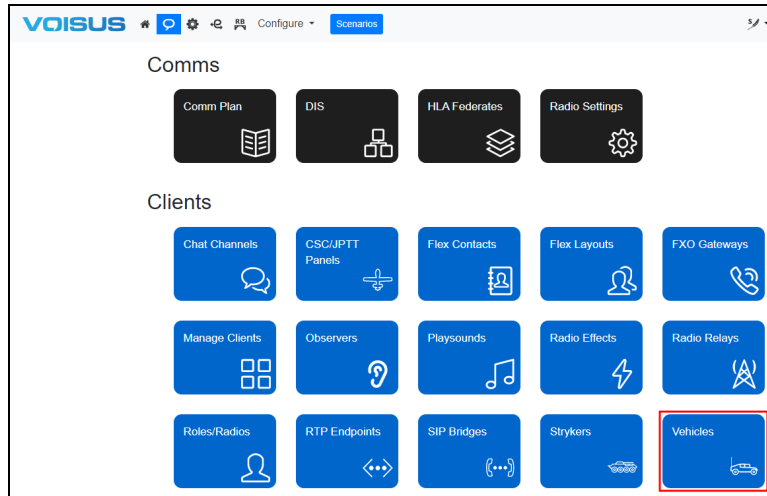 VOISUS RB Configure Scenarios S
Comms
Comm Plan DIS HLA Federates Radio Settings
Clients
Chat Channels CSC/JPTT Flex Contacts Flex Layouts FXO Gateways
Panels
Manage Clients Observers Playsounds Radio Effects Radio Relays
Roles/Radios RTP Endpoints SIP Bridges Strykers Vehicles